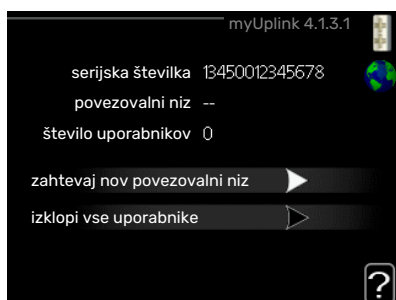 myUplink 4.1.3.1
serijska številka 13450012345678
povezovalni niz --
število uporabnikov 0
zahtevaj nov povezovalni niz
izklopi vse uporabnike
?